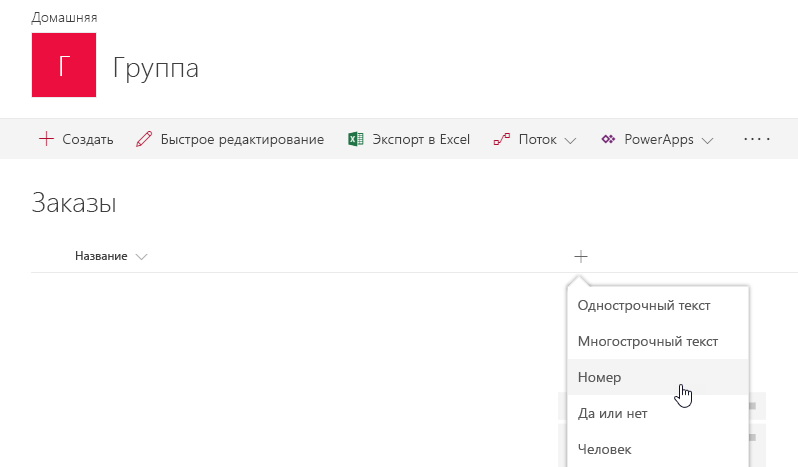 Домашняя
Г
Группа
Создать Быстрое редактирование Экспорт в Excel Поток PowerApps ····
Заказы
Название
Однострочный текст
Многострочный текст
Номер
Да или нет
Человек